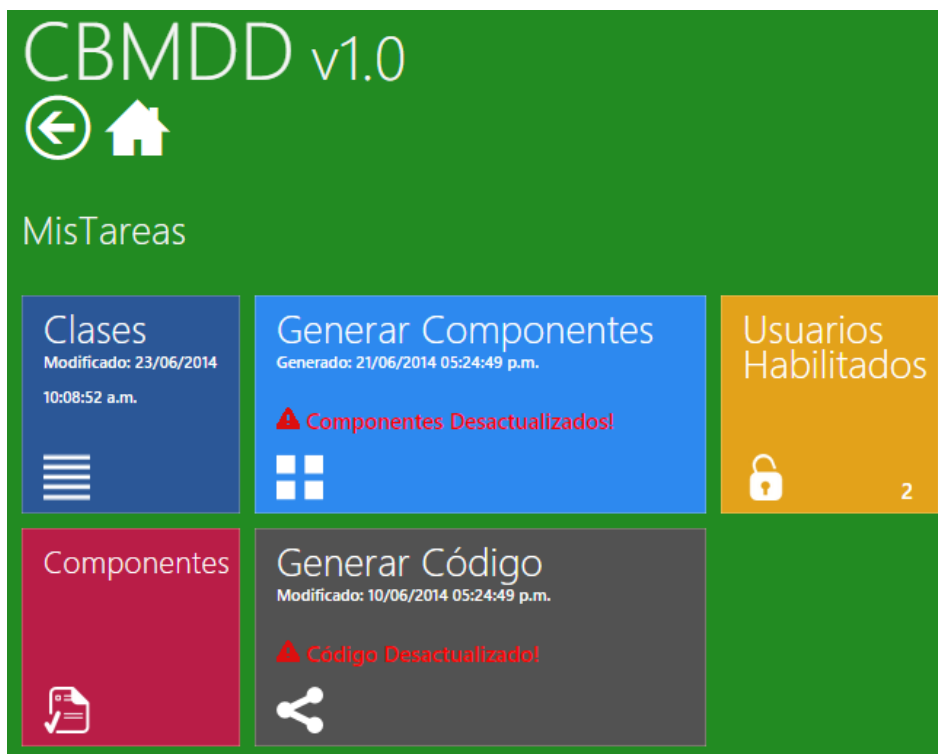 CBMDD v1.0
MisTareas
Clases
Modificado: 23/06/2014
10:08:52 a.m.
Generar Componentes
Generado: 21/06/2014 05:24:49 p.m.
Componentes Desactualizados!
Usuarios
Habilitados
2
Componentes
Generar Código
Modificado: 10/06/2014 05:24:49 p.m.
Código Desactualizado!